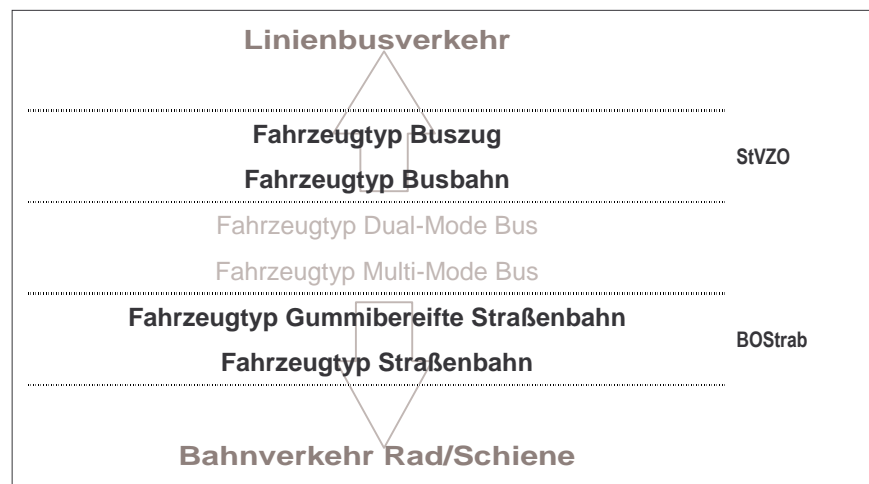 Linienbusverkehr
Fahrzeugtyp Buszug
StVZO
Fahrzeugtyp Busbahn
Fahrzeugtyp Dual-Mode Bus
Fahrzeugtyp Multi-Mode Bus
Fahrzeugtyp Gummibereifte Straßenbahn
BOStrab
Fahrzeugtyp Straßenbahn
Bahnverkehr Rad/Schiene